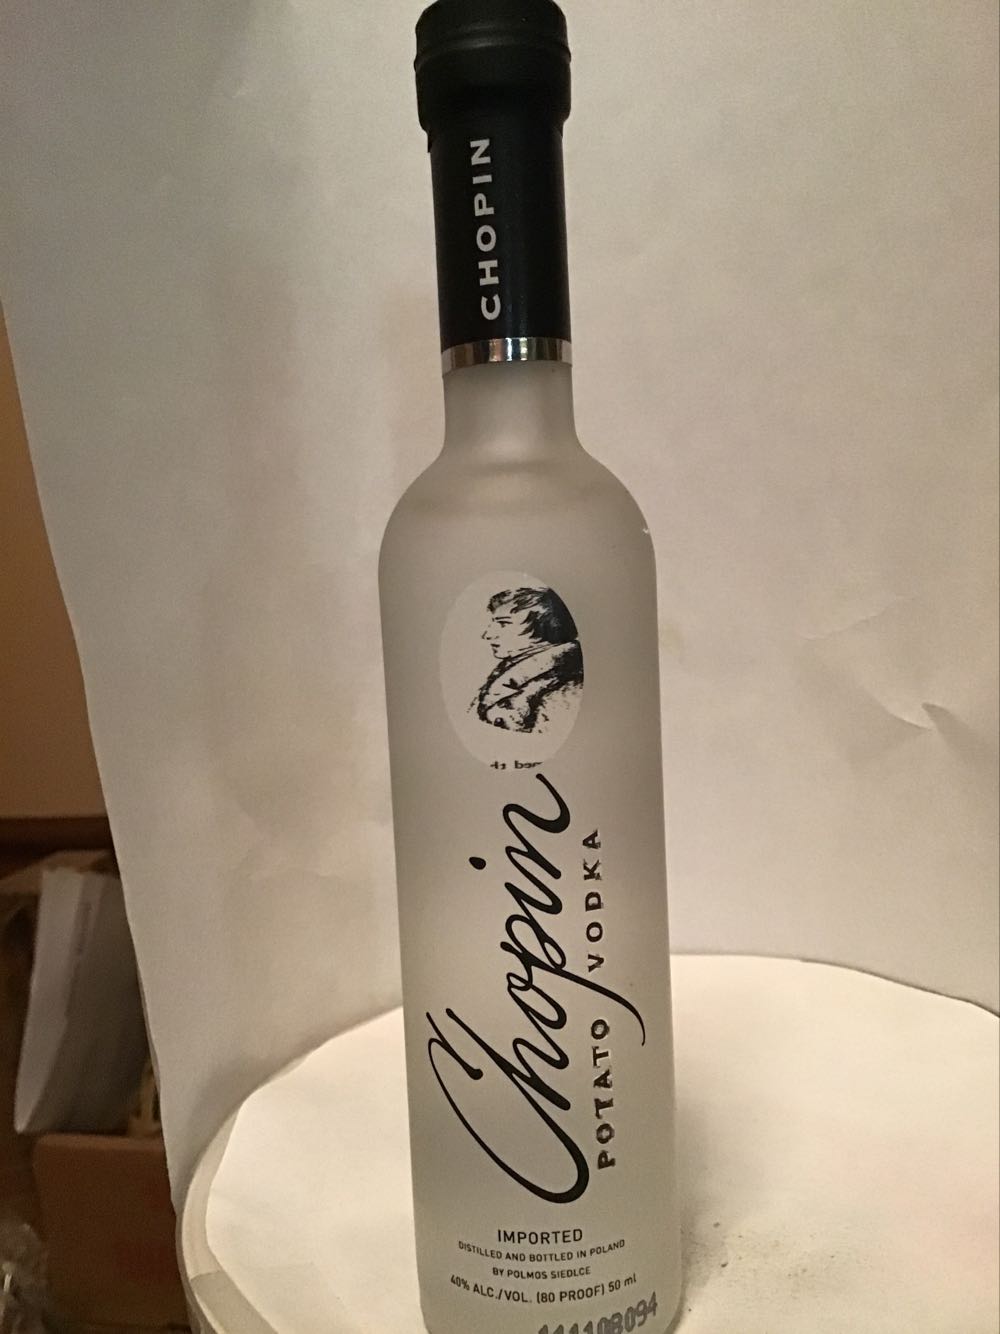 CHOPIN
Chopin
POTATO VODKA
IMPORTED
DISTILLED AND BOTTLED IN POLAND
BY POLMOS SIEDLCE
40% ALC./VOL. (80 PROOF) 50 ml